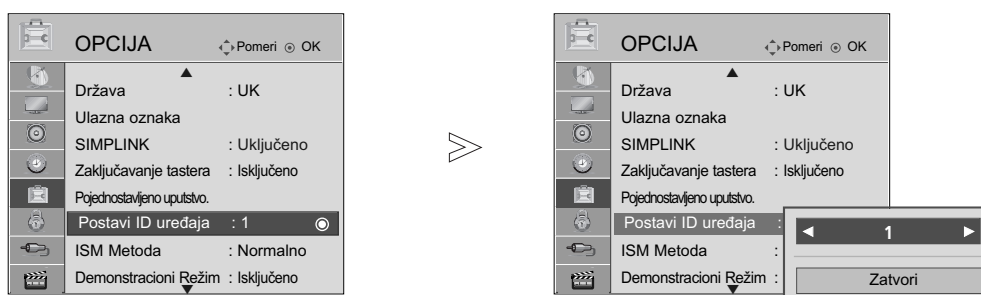 OPCIJA Pomeri OK
Država : UK
Ulazna oznaka
SIMPLINK : Uključeno
Zaključavanje tastera : Isključeno
Pojednostavljeno uputstvo.
Postavi ID uređaja : 1
ISM Metoda : Normalno
Demonstracioni Režim : Isključeno
OPCIJA Pomeri OK
Država : UK
Ulazna oznaka
SIMPLINK : Uključeno
Zaključavanje tastera : Isključeno
Pojednostavljeno uputstvo.
Postavi ID uređaja :
ISM Metoda :
Demonstracioni Režim :
1
Zatvori